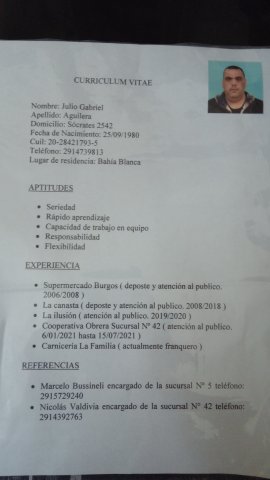 CURRICULUM VITAE
Nombre: Julio Gabriel
Apellido: Aguilera
Domicilio: Sócrates 2542
Fecha de Nacimiento: 25/09/1980
Cuil: 20-28421793-5
Teléfono: 2914739813
Lugar de residencia: Bahía Blanca
APTITUDES
• Seriedad
• Rápido aprendizaje
• Capacidad de trabajo en equipo
• Responsabilidad
• Flexibilidad
EXPERIENCIA
• Supermercado Burgos ( deposte y atención al publico.
2006/2008 )
• La canasta ( deposte y atención al publico. 2008/2018 )
• La ilusión ( atención al publico. 2019/2020 )
• Cooperativa Obrera Sucursal N° 42 ( atención al publico.
6/01/2021 hasta 15/07/2021 )
• Carnicería La Familia ( actualmente franquero )
REFERENCIAS
• Marcelo Bussineli encargado de la sucursal N° 5 teléfono:
2915729240
• Nicolás Valdivia encargado de la sucursal N° 42 teléfono:
2914392763